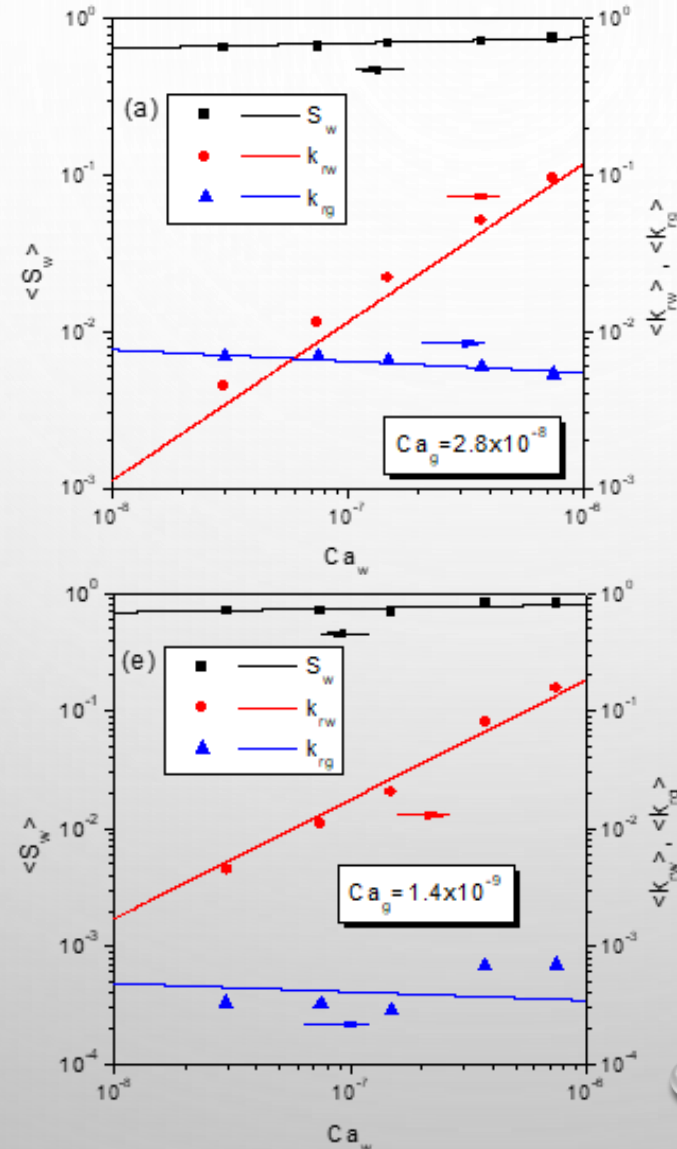 10⁰ 10⁰
(a)
S_w
k_rw
k_rg
10⁻¹ 10⁻¹
<S_w>
<k_rw> , <k_rg>
10⁻² 10⁻²
Ca_g=2.8x10⁻⁸
10⁻³ 10⁻³
10⁻⁸ 10⁻⁷ 10⁻⁶
Ca_w
10⁰ 10⁰
(e)
S_w
k_rw
k_rg
10⁻¹ 10⁻¹
<S_w>
<k_rw>, <k_rg>
10⁻² 10⁻²
Ca_g=1.4x10⁻⁹
10⁻³ 10⁻³
10⁻⁴ 10⁻⁴
10⁻⁸ 10⁻⁷ 10⁻⁶
Ca_w